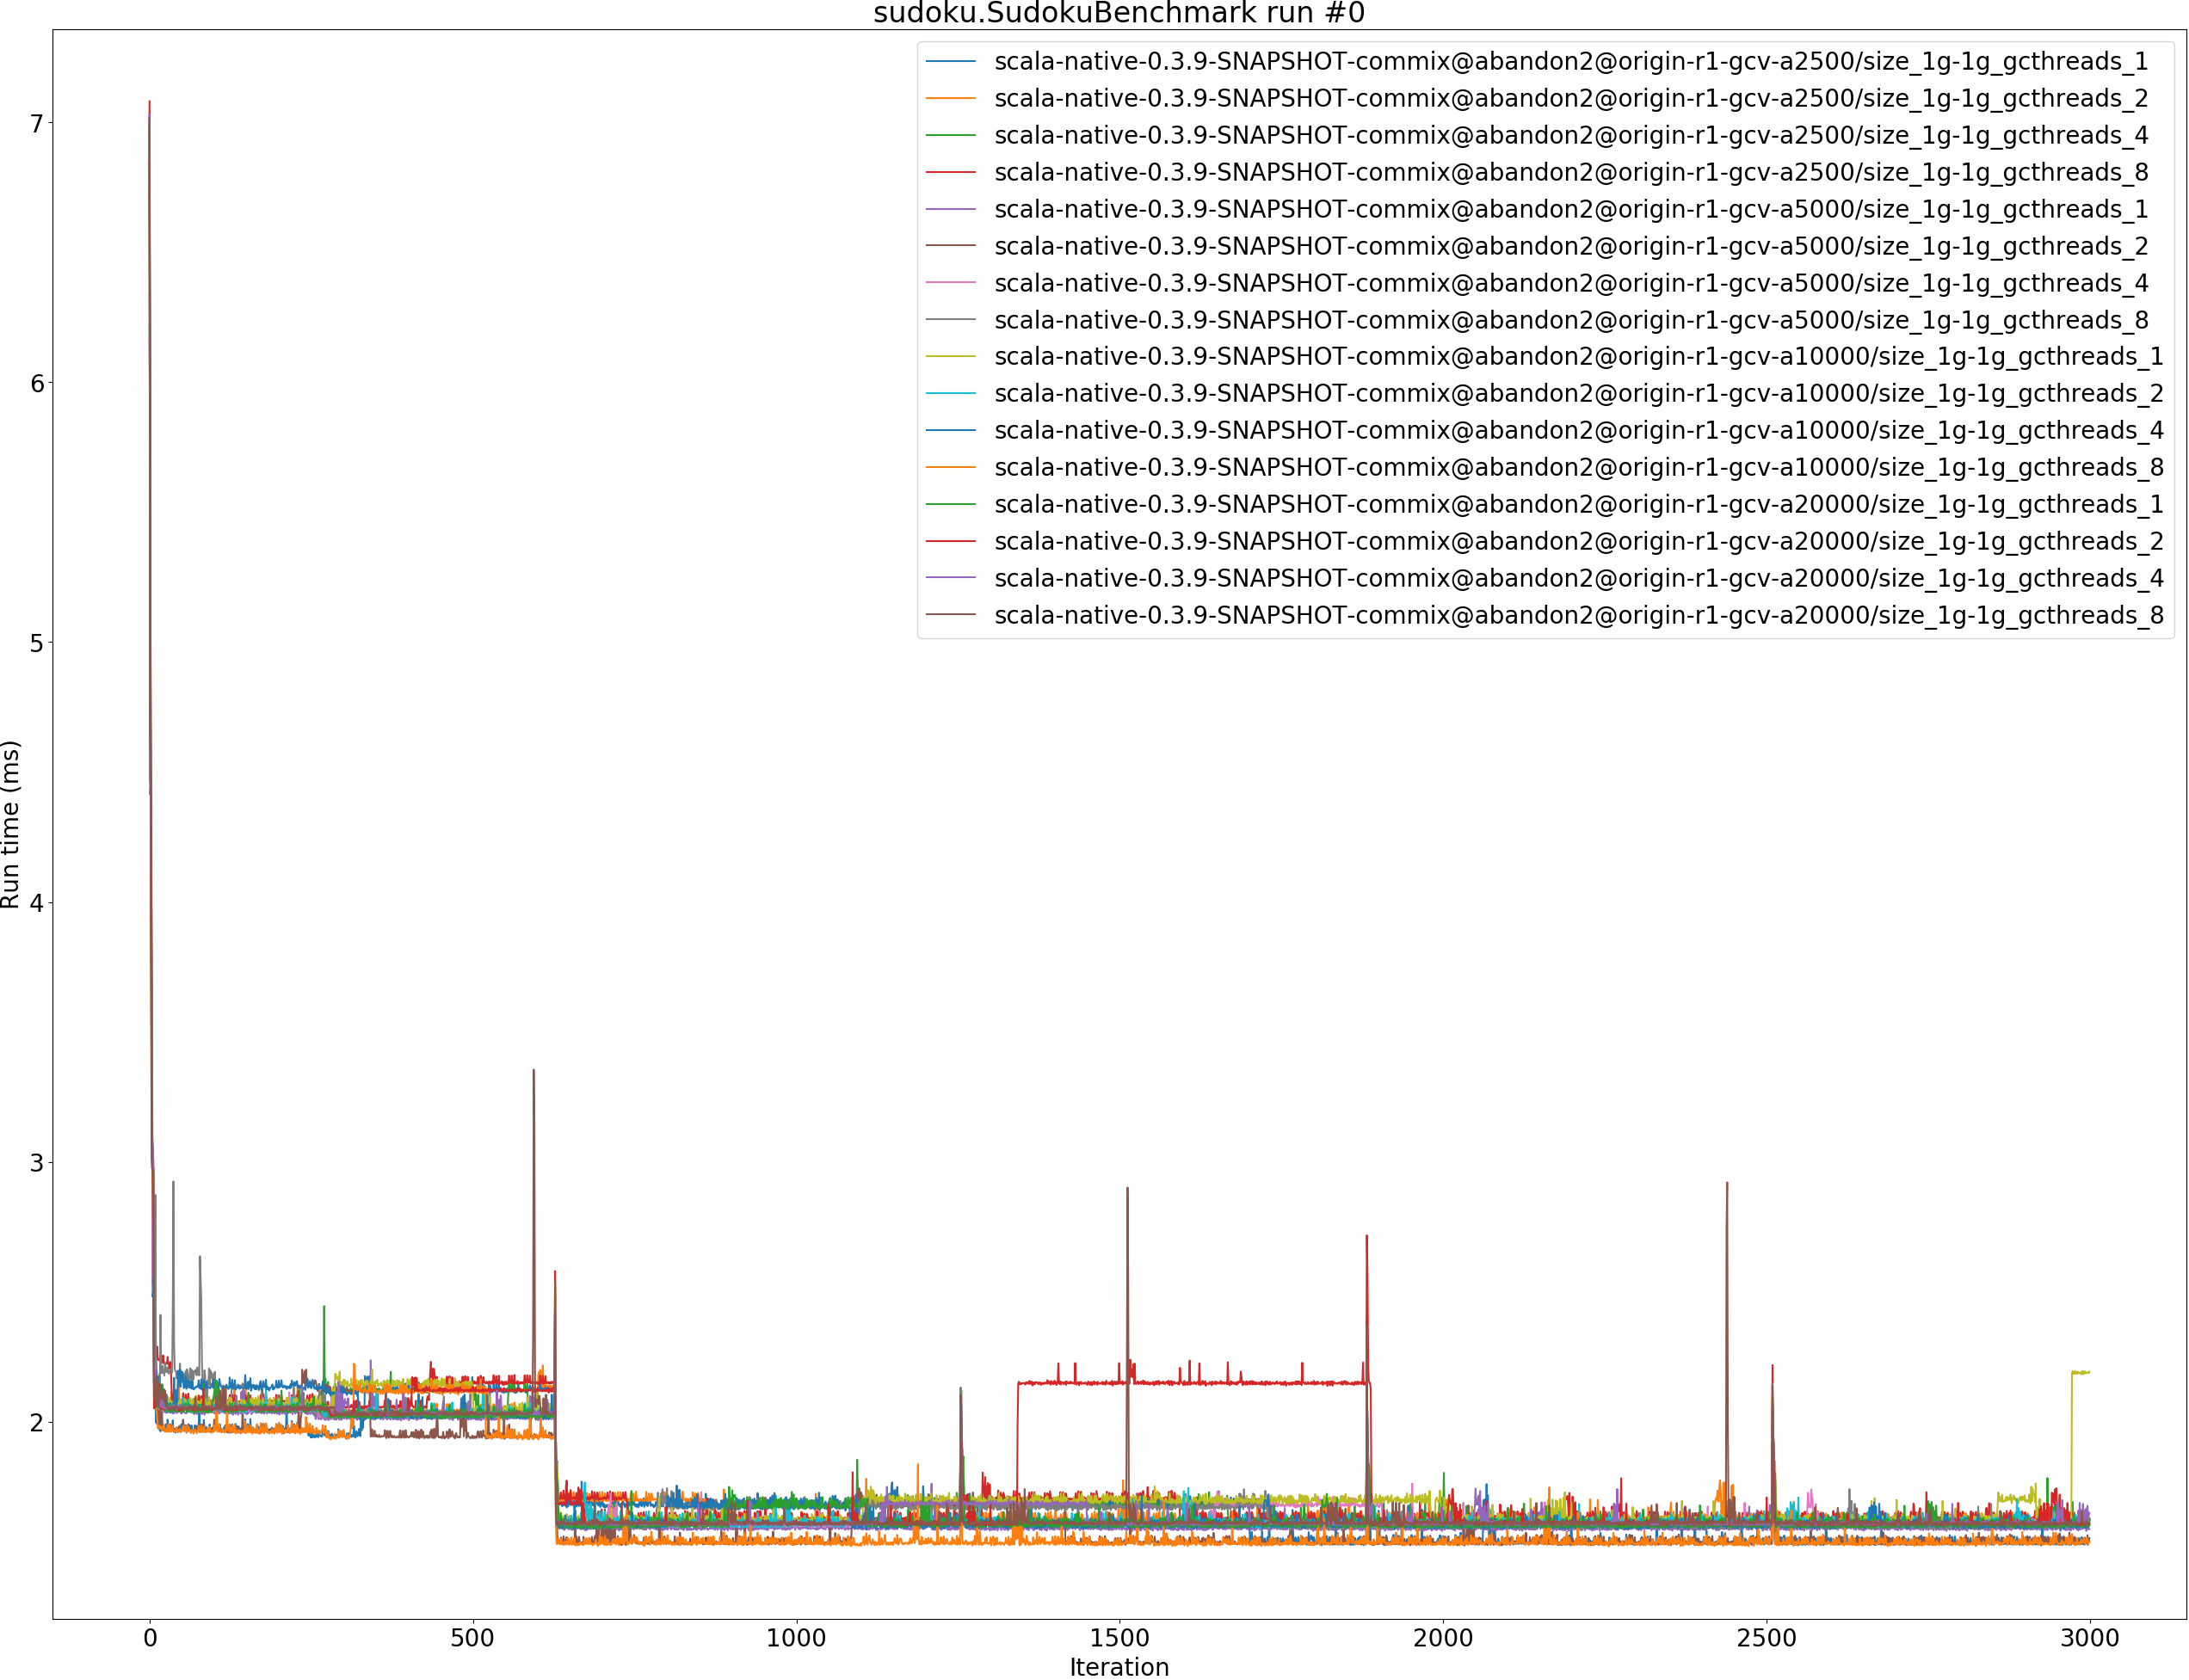 sudoku.SudokuBenchmark run #0
scala-native-0.3.9-SNAPSHOT-commix@abandon2@origin-r1-gcv-a2500/size_1g-1g_gcthreads_1
scala-native-0.3.9-SNAPSHOT-commix@abandon2@origin-r1-gcv-a2500/size_1g-1g_gcthreads_2
scala-native-0.3.9-SNAPSHOT-commix@abandon2@origin-r1-gcv-a2500/size_1g-1g_gcthreads_4
scala-native-0.3.9-SNAPSHOT-commix@abandon2@origin-r1-gcv-a2500/size_1g-1g_gcthreads_8
scala-native-0.3.9-SNAPSHOT-commix@abandon2@origin-r1-gcv-a5000/size_1g-1g_gcthreads_1
scala-native-0.3.9-SNAPSHOT-commix@abandon2@origin-r1-gcv-a5000/size_1g-1g_gcthreads_2
scala-native-0.3.9-SNAPSHOT-commix@abandon2@origin-r1-gcv-a5000/size_1g-1g_gcthreads_4
scala-native-0.3.9-SNAPSHOT-commix@abandon2@origin-r1-gcv-a5000/size_1g-1g_gcthreads_8
scala-native-0.3.9-SNAPSHOT-commix@abandon2@origin-r1-gcv-a10000/size_1g-1g_gcthreads_1
scala-native-0.3.9-SNAPSHOT-commix@abandon2@origin-r1-gcv-a10000/size_1g-1g_gcthreads_2
scala-native-0.3.9-SNAPSHOT-commix@abandon2@origin-r1-gcv-a10000/size_1g-1g_gcthreads_4
scala-native-0.3.9-SNAPSHOT-commix@abandon2@origin-r1-gcv-a10000/size_1g-1g_gcthreads_8
scala-native-0.3.9-SNAPSHOT-commix@abandon2@origin-r1-gcv-a20000/size_1g-1g_gcthreads_1
scala-native-0.3.9-SNAPSHOT-commix@abandon2@origin-r1-gcv-a20000/size_1g-1g_gcthreads_2
scala-native-0.3.9-SNAPSHOT-commix@abandon2@origin-r1-gcv-a20000/size_1g-1g_gcthreads_4
scala-native-0.3.9-SNAPSHOT-commix@abandon2@origin-r1-gcv-a20000/size_1g-1g_gcthreads_8
7
6
5
4
3
2
Run time (ms)
0 500 1000 1500 2000 2500 3000
Iteration